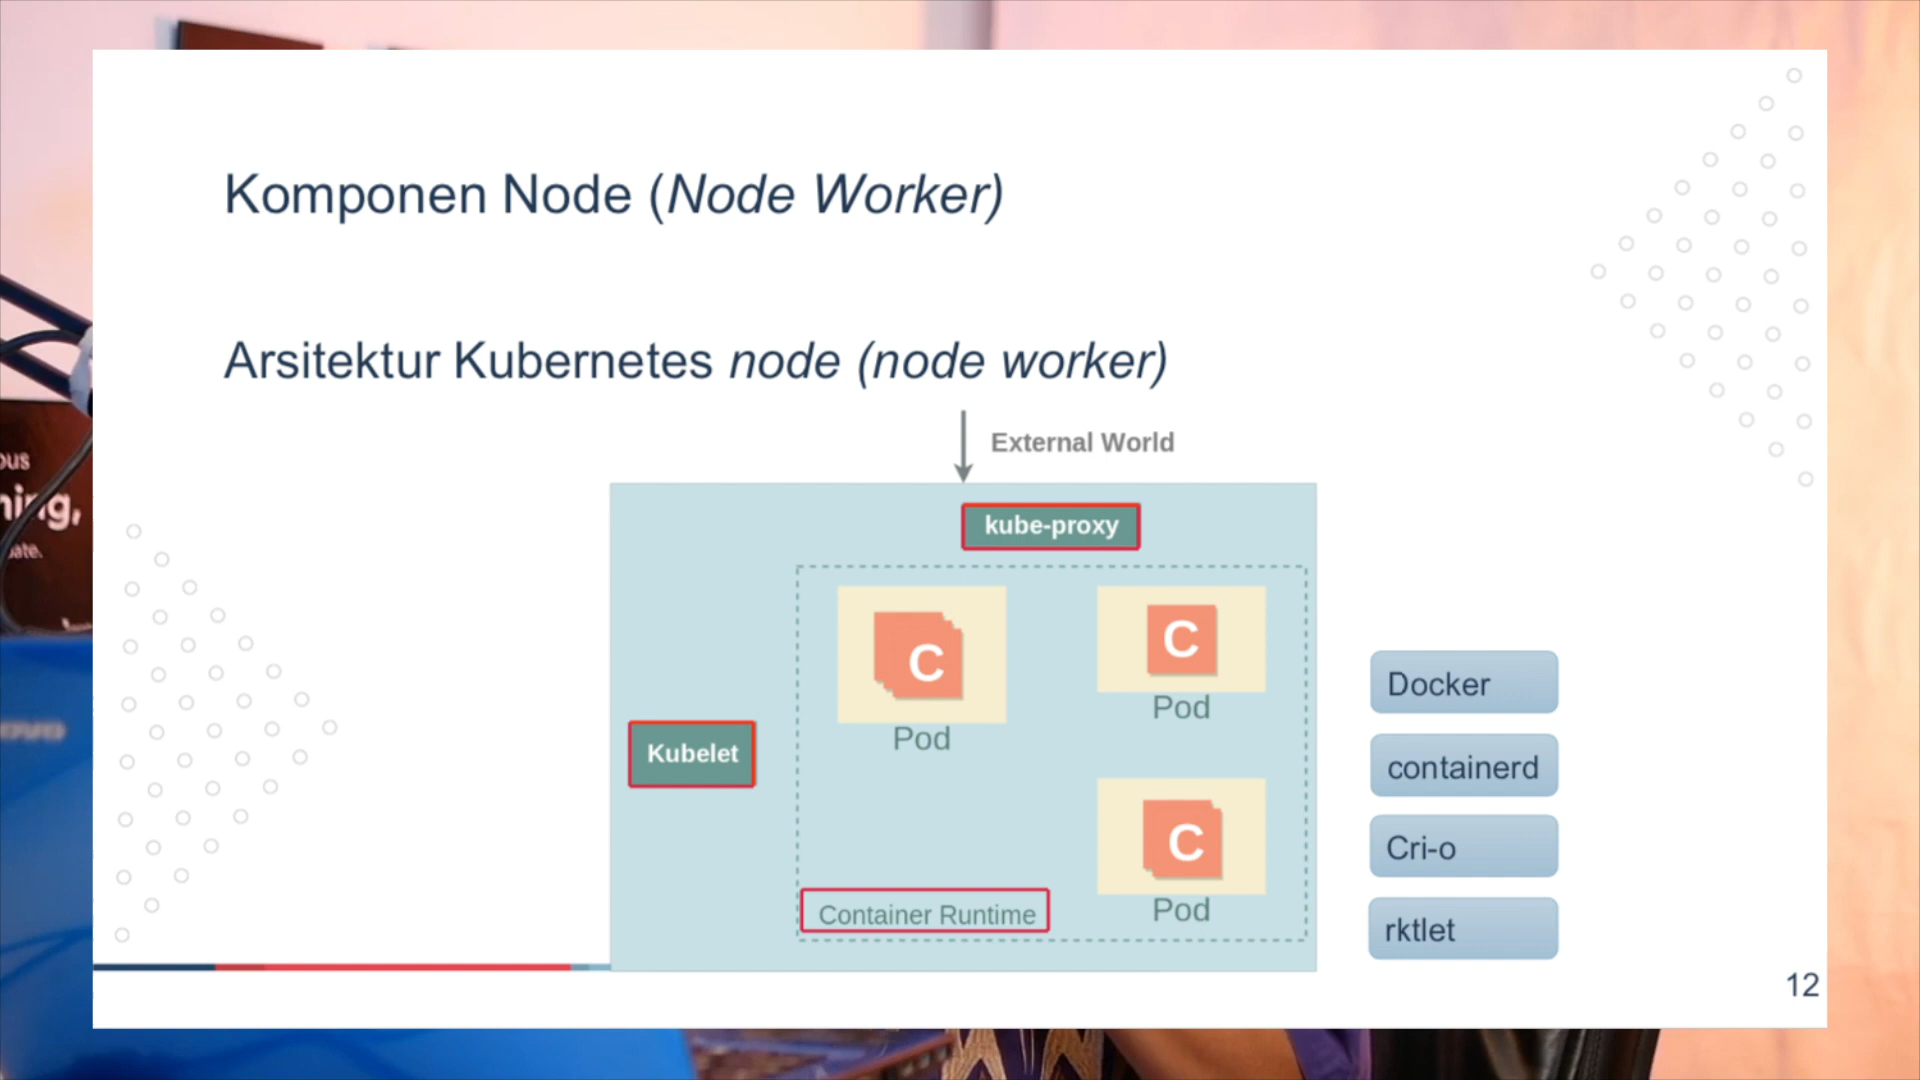 Komponen Node (Node Worker)
Arsitektur Kubernetes node (node worker)
External World
kube-proxy
C
Pod
C
Pod
Kubelet
C
Pod
Container Runtime
Docker
containerd
Cri-o
rktlet
12